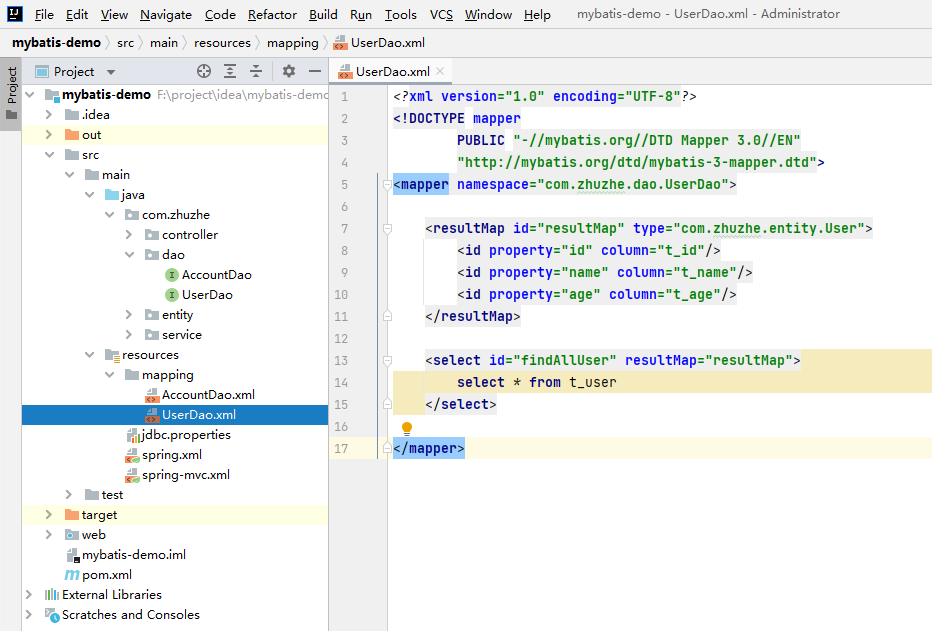 File Edit View Navigate Code Refactor Build Run Tools VCS Window Help mybatis-demo - UserDao.xml - Administrator
mybatis-demo src main resources mapping UserDao.xml
Project
Project
mybatis-demo F:\project\idea\mybatis-demo
.idea
out
src
main
java
com.zhuzhe
controller
dao
AccountDao
UserDao
entity
service
resources
mapping
AccountDao.xml
UserDao.xml
jdbc.properties
spring.xml
spring-mvc.xml
test
target
web
mybatis-demo.iml
pom.xml
External Libraries
Scratches and Consoles
UserDao.xml
1 <?xml version="1.0" encoding="UTF-8"?>
2 <!DOCTYPE mapper
3 PUBLIC "-//mybatis.org//DTD Mapper 3.0//EN"
4 "http://mybatis.org/dtd/mybatis-3-mapper.dtd">
5 <mapper namespace="com.zhuzhe.dao.UserDao">
6
7 <resultMap id="resultMap" type="com.zhuzhe.entity.User">
8 <id property="id" column="t_id"/>
9 <id property="name" column="t_name"/>
10 <id property="age" column="t_age"/>
11 </resultMap>
12
13 <select id="findAllUser" resultMap="resultMap">
14 select * from t_user
15 </select>
16
17 </mapper>